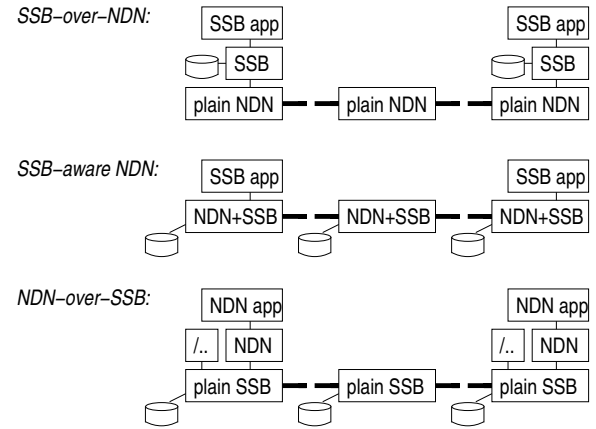 SSB–over–NDN:
SSB app SSB app
SSB SSB
plain NDN plain NDN plain NDN
SSB–aware NDN:
SSB app SSB app
NDN+SSB NDN+SSB NDN+SSB
NDN–over–SSB:
NDN app NDN app
/.. NDN /.. NDN
plain SSB plain SSB plain SSB